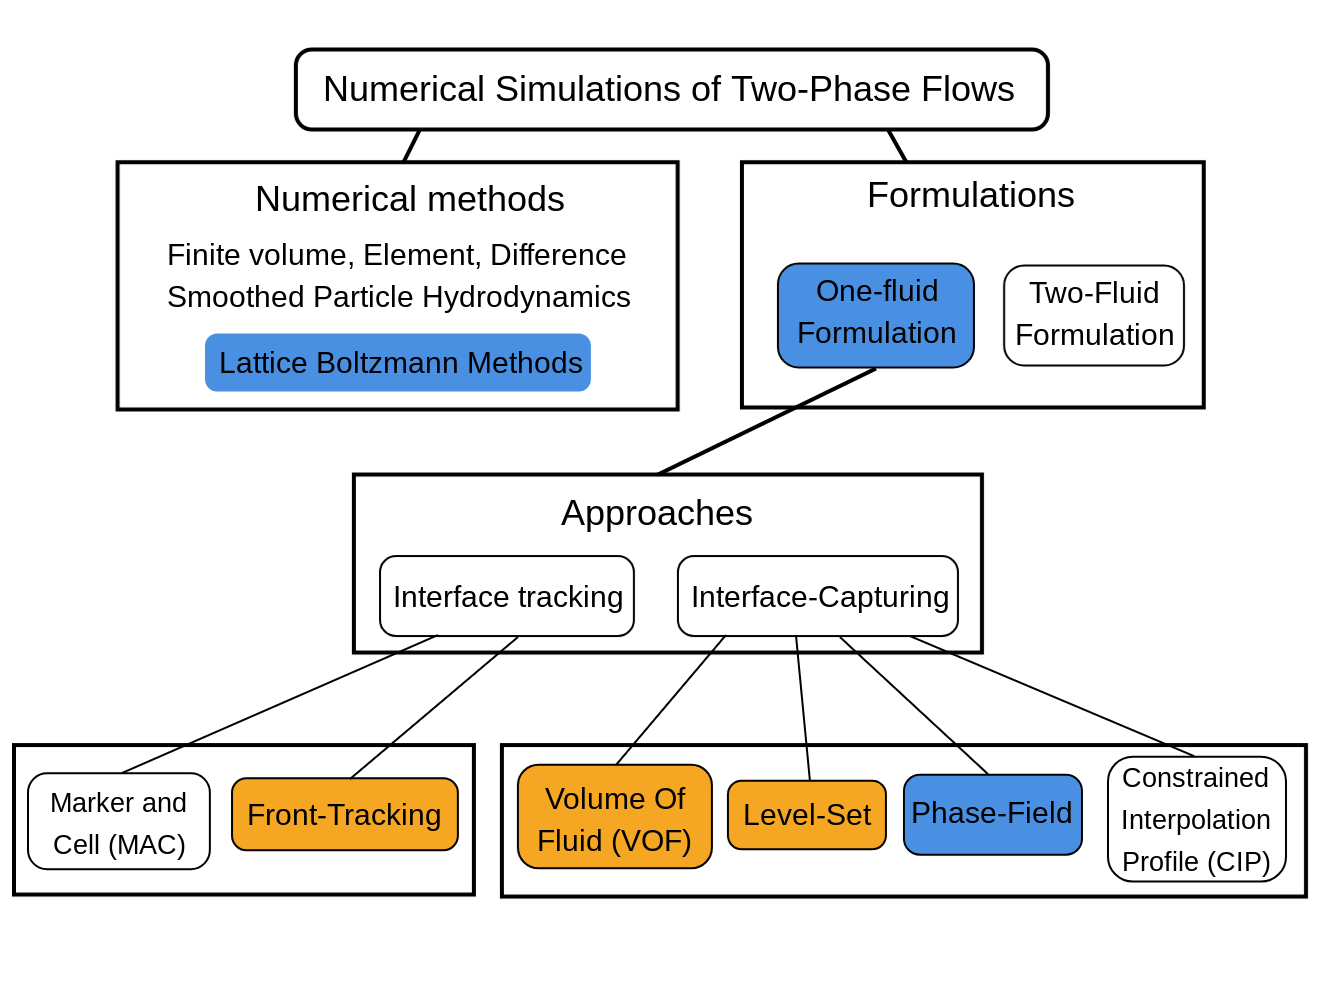 Numerical Simulations of Two-Phase Flows
Numerical methods
Finite volume, Element, Difference
Smoothed Particle Hydrodynamics
Lattice Boltzmann Methods
Formulations
One-fluid
Formulation
Two-Fluid
Formulation
Approaches
Interface tracking
Interface-Capturing
Marker and
Cell (MAC)
Front-Tracking
Volume Of
Fluid (VOF)
Level-Set
Phase-Field
Constrained
Interpolation
Profile (CIP)